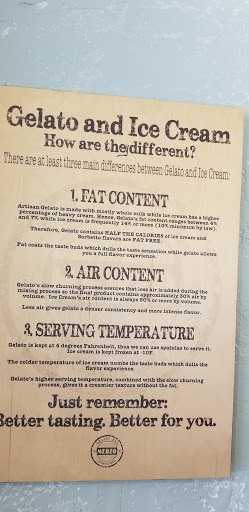 Gelato and Ice Cream
How are they different?
There are at least three main differences between Gelato and Ice Cream:
1. FAT CONTENT
Artisan Gelato is made with mostly whole milk while ice cream has a higher
percentage of heavy cream. Hence, Gelato's fat content ranges between 4%
and 7% while ice cream is frequently 14% or more (10% minimum by law).
Therefore, Gelato contains HALF THE CALORIES of ice cream and
Sorbetto flavors are FAT FREE.
Fat coats the taste buds which dulls the taste sensation while gelato allows
you a full flavor experience.
2. AIR CONTENT
Gelato's slow churning process assures that less air is added during the
mixing process so the final product contains approximately 30% air by
volume. Ice Cream's air content is always 50% or more by volume.
Less air gives gelato a denser consistency and more intense flavor.
3. SERVING TEMPERATURE
Gelato is kept at 4 degrees Fahrenheit, thus we can use spatulas to serve it.
Ice cream is kept frozen at -10F.
The colder temperature of ice cream numbs the taste buds which dulls the
flavor experience.
Gelato's higher serving temperature, combined with the slow churning
process, gives it a creamier texture without the fat.
Just remember:
Better tasting. Better for you.
MEDZO